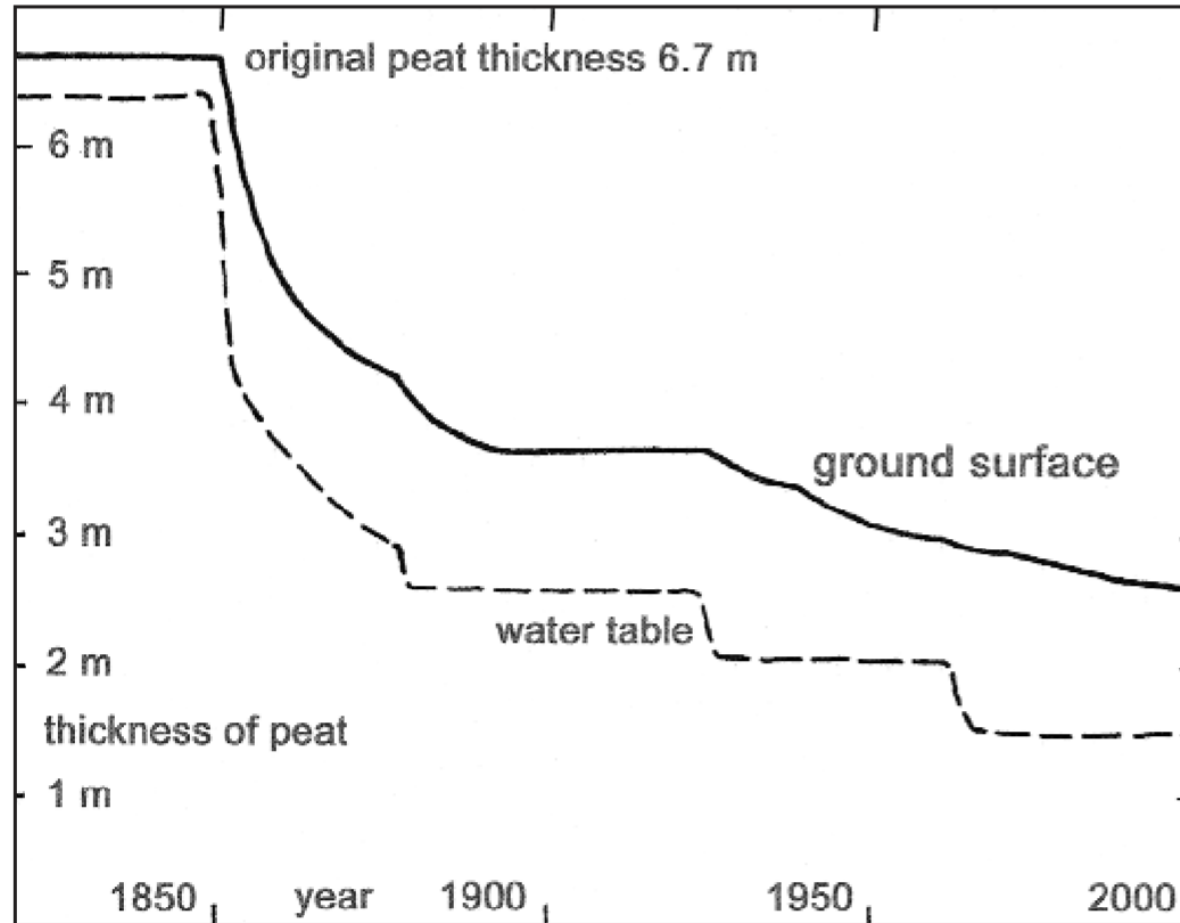 original peat thickness 6.7 m
6 m
5 m
4 m
ground surface
3 m
water table
2 m
thickness of peat
1 m
1850 year 1900 1950 2000